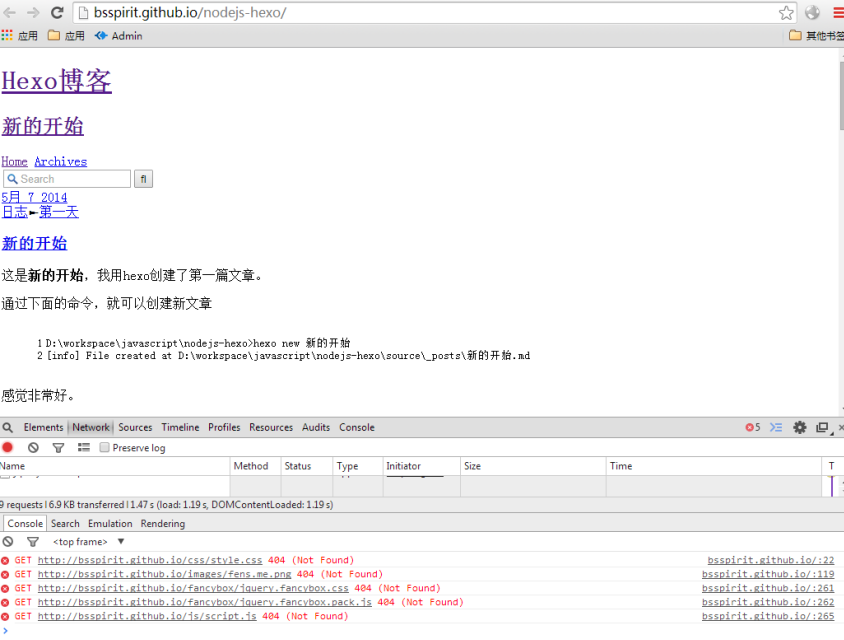 bsspirit.github.io/nodejs-hexo/
应用 应用 Admin 其他书签
Hexo博客
新的开始
Home Archives
Search
5月 7 2014
日志►第一天
新的开始
这是新的开始，我用hexo创建了第一篇文章。
通过下面的命令，就可以创建新文章
1 D:\workspace\javascript\nodejs-hexo>hexo new 新的开始
2 [info] File created at D:\workspace\javascript\nodejs-hexo\source\_posts\新的开始.md
感觉非常好。
Elements Network Sources Timeline Profiles Resources Audits Console 5
Preserve log
Name Method Status Type Initiator Size Time T
9 requests | 6.9 KB transferred | 1.47 s (load: 1.19 s, DOMContentLoaded: 1.19 s)
Console Search Emulation Rendering
<top frame> ▼
GET http://bsspirit.github.io/css/style.css 404 (Not Found) bsspirit.github.io/:22
GET http://bsspirit.github.io/images/fens.me.png 404 (Not Found) bsspirit.github.io/:119
GET http://bsspirit.github.io/fancybox/jquery.fancybox.css 404 (Not Found) bsspirit.github.io/:261
GET http://bsspirit.github.io/fancybox/jquery.fancybox.pack.js 404 (Not Found) bsspirit.github.io/:262
GET http://bsspirit.github.io/js/script.js 404 (Not Found) bsspirit.github.io/:265